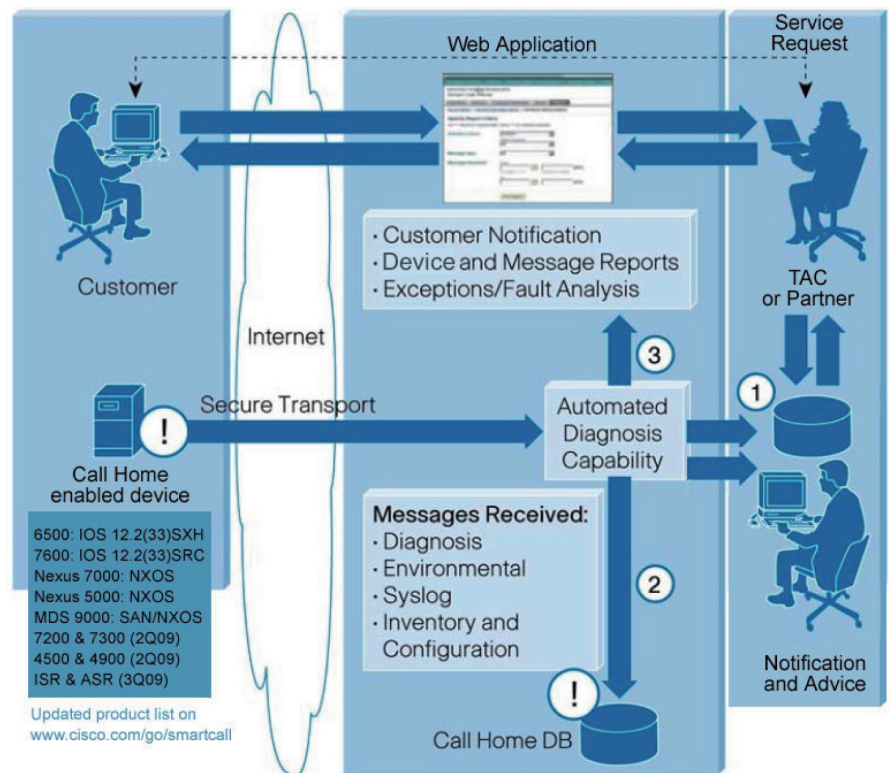 Web Application
Service
Request
Customer
· Customer Notification
· Device and Message Reports
· Exceptions/Fault Analysis
TAC
or Partner
Internet
3
1
Secure Transport
!
Automated
Diagnosis
Capability
Call Home
enabled device
6500: IOS 12.2(33)SXH
7600: IOS 12.2(33)SRC
Nexus 7000: NXOS
Nexus 5000: NXOS
MDS 9000: SAN/NXOS
7200 & 7300 (2Q09)
4500 & 4900 (2Q09)
ISR & ASR (3Q09)
Updated product list on
www.cisco.com/go/smartcall
Messages Received:
· Diagnosis
· Environmental
· Syslog
· Inventory and
Configuration
2
!
Call Home DB
Notification
and Advice